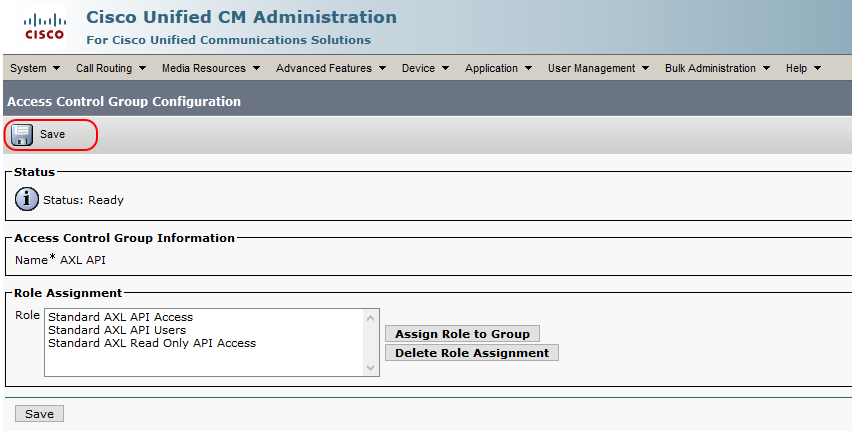 Cisco Unified CM Administration
CISCO
For Cisco Unified Communications Solutions
System Call Routing Media Resources Advanced Features Device Application User Management Bulk Administration Help
Access Control Group Configuration
Save
Status
i Status: Ready
Access Control Group Information
Name* AXL API
Role Assignment
Role
Standard AXL API Access
Standard AXL API Users
Standard AXL Read Only API Access
Assign Role to Group
Delete Role Assignment
Save